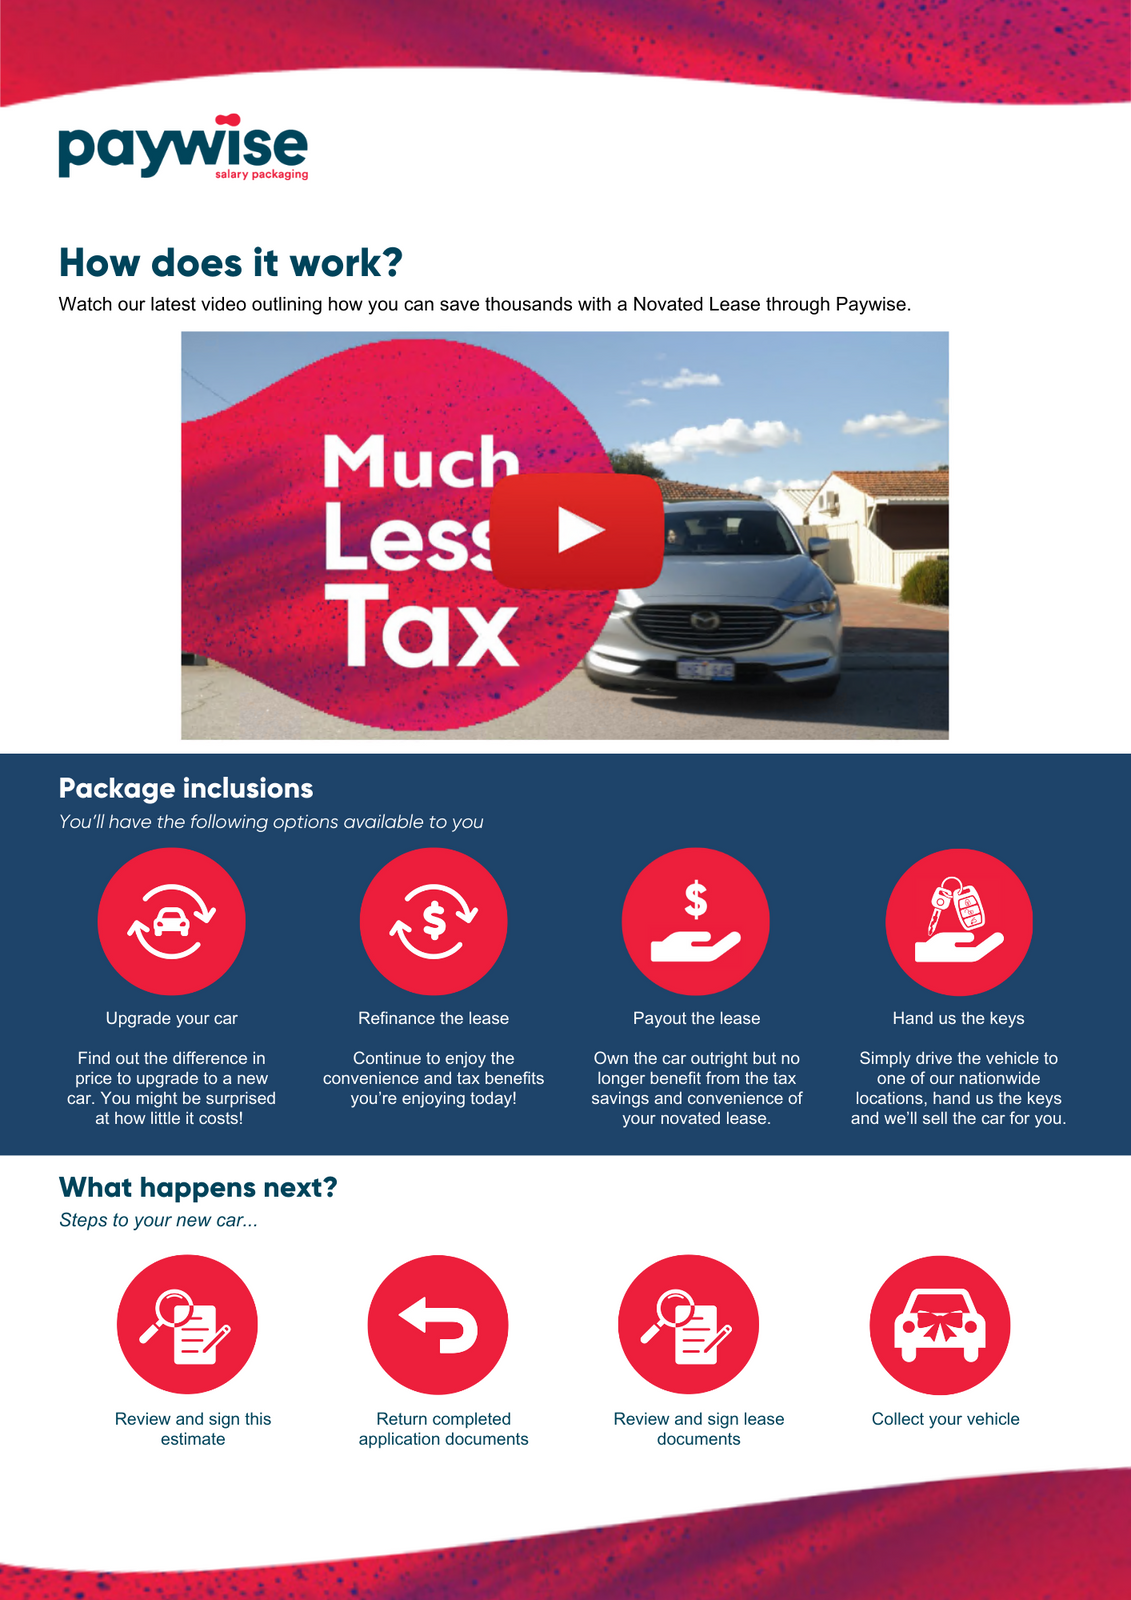 paywise
salary packaging
How does it work?
Watch our latest video outlining how you can save thousands with a Novated Lease through Paywise.
Much
Less
Tax
Package inclusions
You'll have the following options available to you
Upgrade your car
Find out the difference in
price to upgrade to a new
car. You might be surprised
at how little it costs!
Refinance the lease
Continue to enjoy the
convenience and tax benefits
you're enjoying today!
Payout the lease
Own the car outright but no
longer benefit from the tax
savings and convenience of
your novated lease.
Hand us the keys
Simply drive the vehicle to
one of our nationwide
locations, hand us the keys
and we'll sell the car for you.
What happens next?
Steps to your new car...
Review and sign this
estimate
Return completed
application documents
Review and sign lease
documents
Collect your vehicle